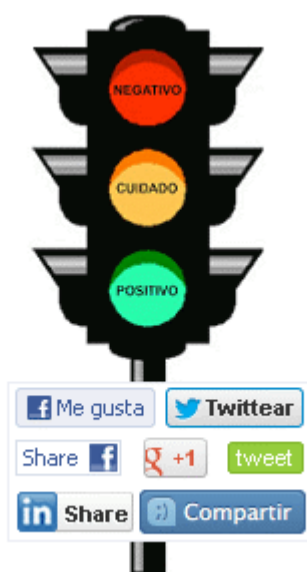 NEGATIVO
CUIDADO
POSITIVO
Me gusta Twittear
Share +1 tweet
in Share Compartir